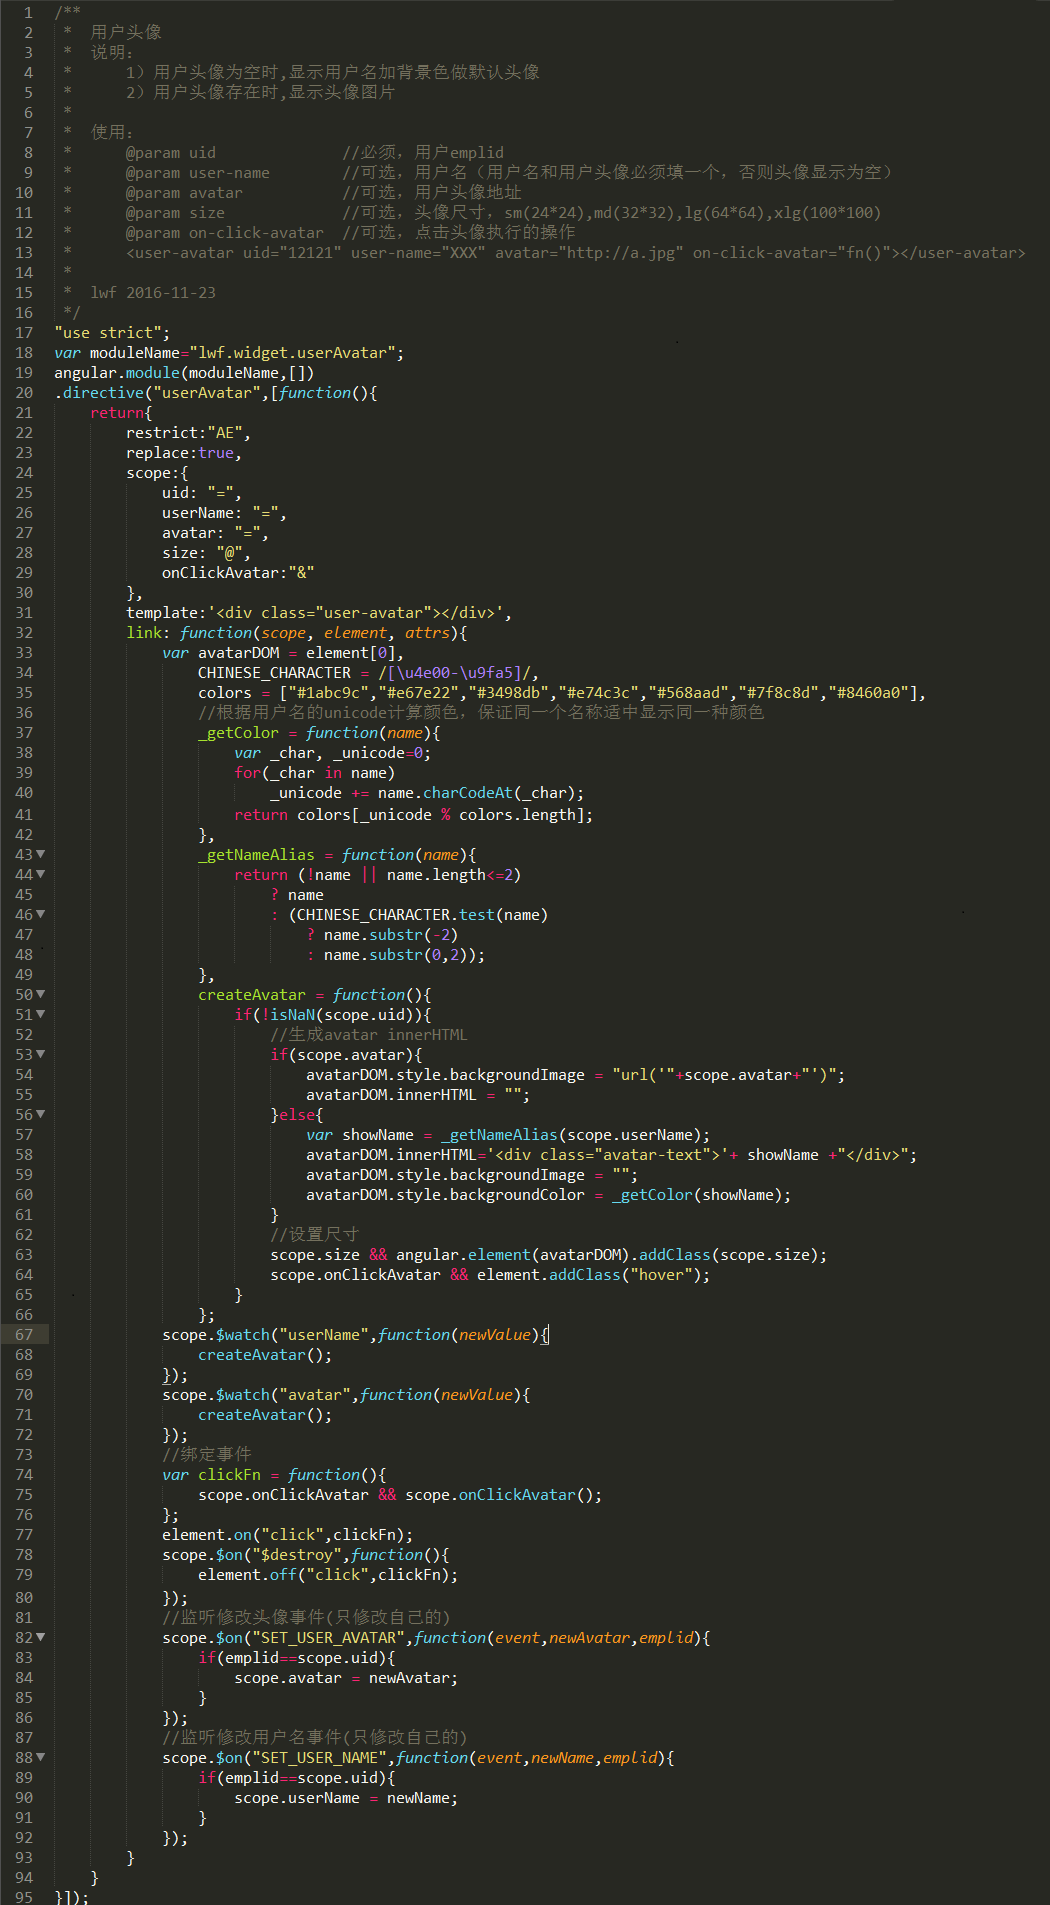 1 /**
2  *  用户头像
3  *  说明:
4  *      1) 用户头像为空时,显示用户名加背景色做默认头像
5  *      2) 用户头像存在时,显示头像图片
6  *
7  *  使用:
8  *      @param uid              //必须, 用户emplid
9  *      @param user-name        //可选, 用户名（用户名和用户头像必须填一个, 否则头像显示为空）
10  *      @param avatar           //可选, 用户头像地址
11  *      @param size             //可选, 头像尺寸, sm(24*24),md(32*32),lg(64*64),xlg(100*100)
12  *      @param on-click-avatar  //可选, 点击头像执行的操作
13  *      <user-avatar uid="12121" user-name="XXX" avatar="http://a.jpg" on-click-avatar="fn()"></user-avatar>
14  *
15  *  lwf 2016-11-23
16  */
17 "use strict";
18 var moduleName="lwf.widget.userAvatar";
19 angular.module(moduleName,[])
20 .directive("userAvatar",[function(){
21     return{
22         restrict:"AE",
23         replace:true,
24         scope:{
25             uid: "=",
26             userName: "=",
27             avatar: "=",
28             size: "@",
29             onClickAvatar:"&"
30         },
31         template:'<div class="user-avatar"></div>',
32         link: function(scope, element, attrs){
33             var avatarDOM = element[0],
34                 CHINESE_CHARACTER = /[\u4e00-\u9fa5]/,
35                 colors = ["#1abc9c","#e67e22","#3498db","#e74c3c","#568aad","#7f8c8d","#8460a0"],
36                 //根据用户名的unicode计算颜色, 保证同一个名称适中显示同一种颜色
37                 _getColor = function(name){
38                     var _char, _unicode=0;
39                     for(_char in name)
40                         _unicode += name.charCodeAt(_char);
41                     return colors[_unicode % colors.length];
42                 },
43                 _getNameAlias = function(name){
44                     return (!name || name.length<=2)
45                         ? name
46                         : (CHINESE_CHARACTER.test(name)
47                             ? name.substr(-2)
48                             : name.substr(0,2));
49                 },
50                 createAvatar = function(){
51                     if(!isNaN(scope.uid)){
52                         //生成avatar innerHTML
53                         if(scope.avatar){
54                             avatarDOM.style.backgroundImage = "url('"+scope.avatar+"')";
55                             avatarDOM.innerHTML = "";
56                         }else{
57                             var showName = _getNameAlias(scope.userName);
58                             avatarDOM.innerHTML='<div class="avatar-text">'+ showName +"</div>";
59                             avatarDOM.style.backgroundImage = "";
60                             avatarDOM.style.backgroundColor = _getColor(showName);
61                         }
62                         //设置尺寸
63                         scope.size && angular.element(avatarDOM).addClass(scope.size);
64                         scope.onClickAvatar && element.addClass("hover");
65                     }
66                 };
67             scope.$watch("userName",function(newValue){
68                 createAvatar();
69             });
70             scope.$watch("avatar",function(newValue){
71                 createAvatar();
72             });
73             //绑定事件
74             var clickFn = function(){
75                 scope.onClickAvatar && scope.onClickAvatar();
76             };
77             element.on("click",clickFn);
78             scope.$on("$destroy",function(){
79                 element.off("click",clickFn);
80             });
81             //监听修改头像事件(只修改自己的)
82             scope.$on("SET_USER_AVATAR",function(event,newAvatar,emplid){
83                 if(emplid==scope.uid){
84                     scope.avatar = newAvatar;
85                 }
86             });
87             //监听修改用户名事件(只修改自己的)
88             scope.$on("SET_USER_NAME",function(event,newName,emplid){
89                 if(emplid==scope.uid){
90                     scope.userName = newName;
91                 }
92             });
93         }
94     }
95 }]);